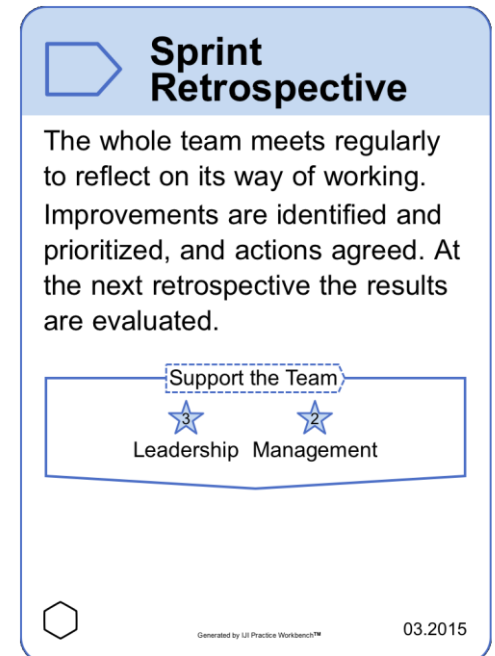 Sprint
Retrospective
The whole team meets regularly
to reflect on its way of working.
Improvements are identified and
prioritized, and actions agreed. At
the next retrospective the results
are evaluated.
Support the Team
3 2
Leadership Management
Generated by IJI Practice Workbench™
03.2015